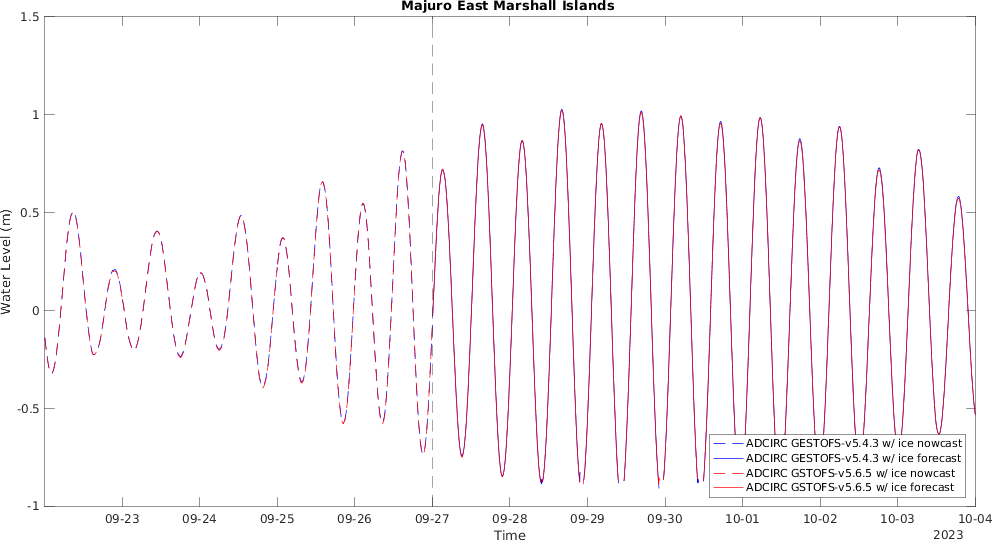 Majuro East Marshall Islands
1.5
1
0.5
0
-0.5
-1
Water Level (m)
ADCIRC GESTOFS-v5.4.3 w/ ice nowcast
ADCIRC GESTOFS-v5.4.3 w/ ice forecast
ADCIRC GSTOFS-v5.6.5 w/ ice nowcast
ADCIRC GSTOFS-v5.6.5 w/ ice forecast
09-23 09-24 09-25 09-26 09-27 09-28 09-29 09-30 10-01 10-02 10-03 10-04
Time
2023